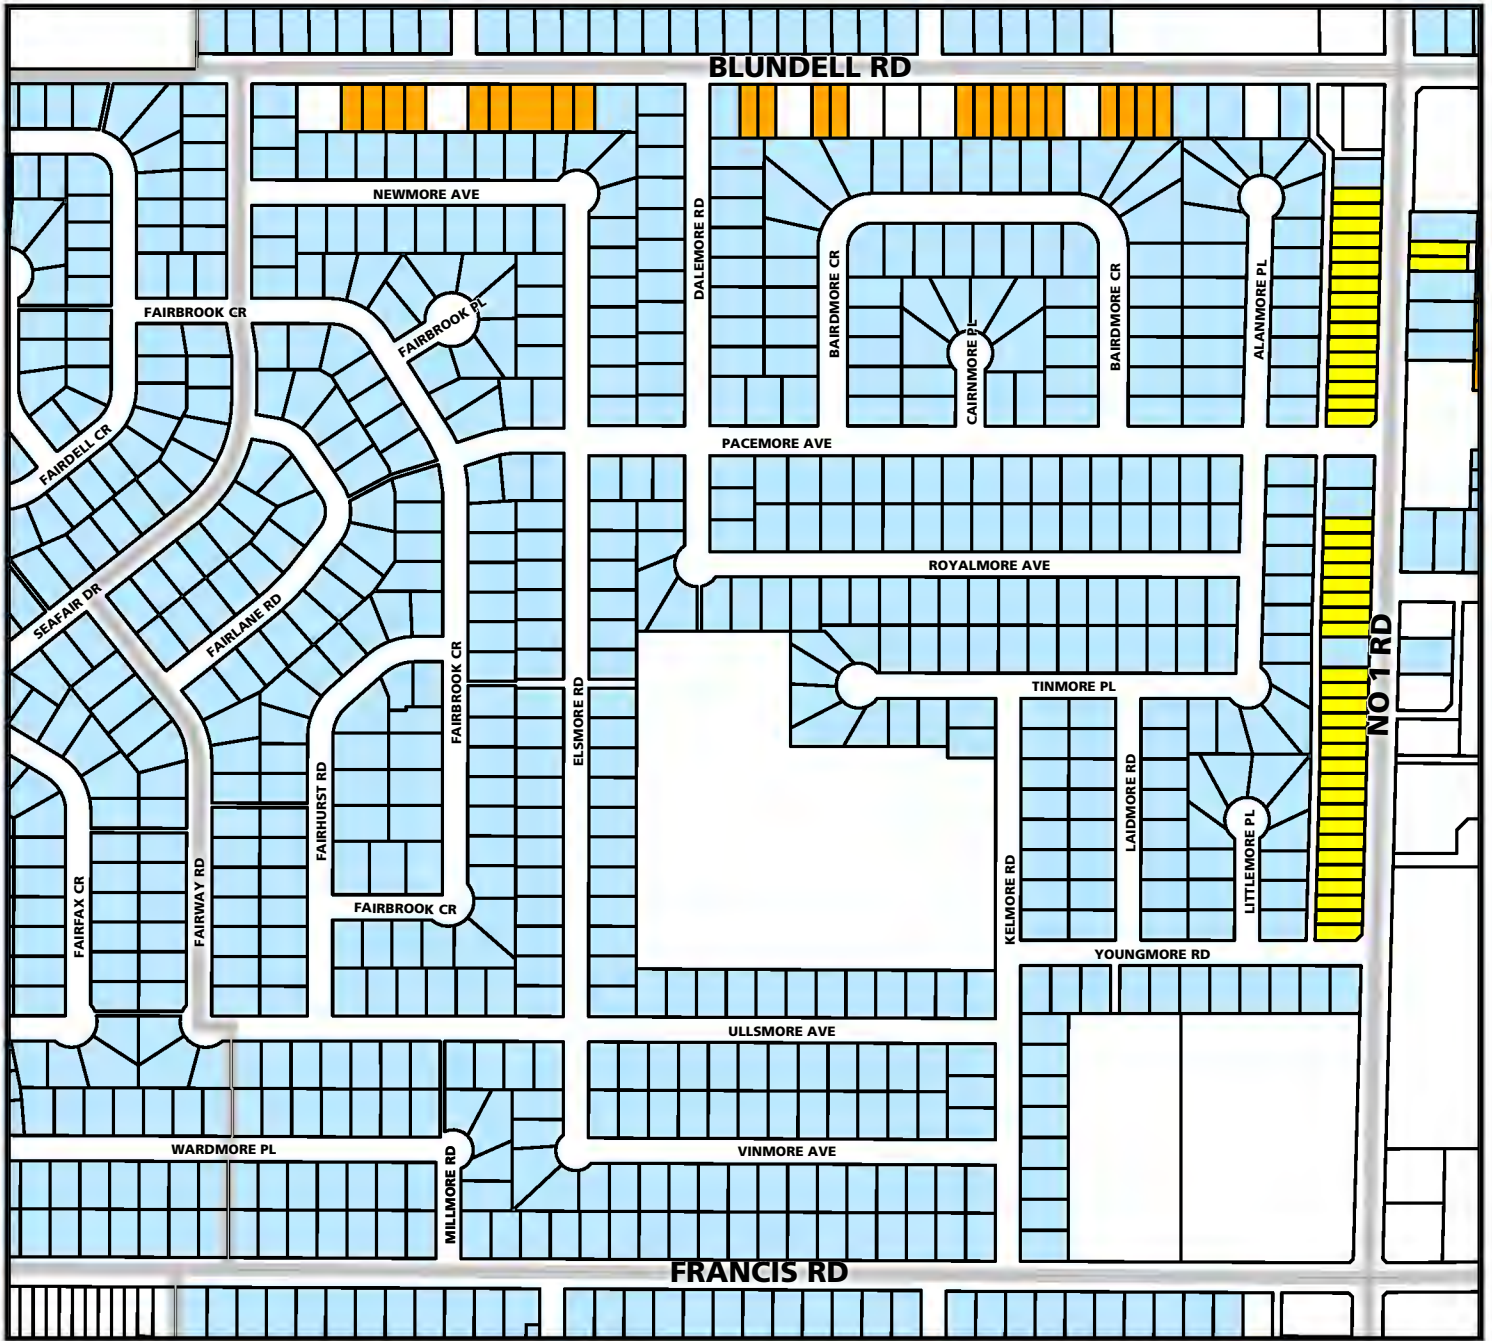 BLUNDELL RD
NEWMORE AVE
DALEMORE RD
BAIRDMORE CR
BAIRDMORE CR
ALANMORE PL
FAIRBROOK CR
FAIRBROOK PL
CAIRNMORE PL
FAIRDELL CR
PACEMORE AVE
ROYALMORE AVE
SEAFAIR DR
FAIRLANE RD
FAIRBROOK CR
ELSMORE RD
TINMORE PL
NO 1 RD
FAIRHURST RD
LAIDMORE RD
LITTLEMORE PL
FAIRFAX CR
FAIRWAY RD
FAIRBROOK CR
KELMORE RD
YOUNGMORE RD
ULLSMORE AVE
WARDMORE PL
MILLMORE RD
VINMORE AVE
FRANCIS RD